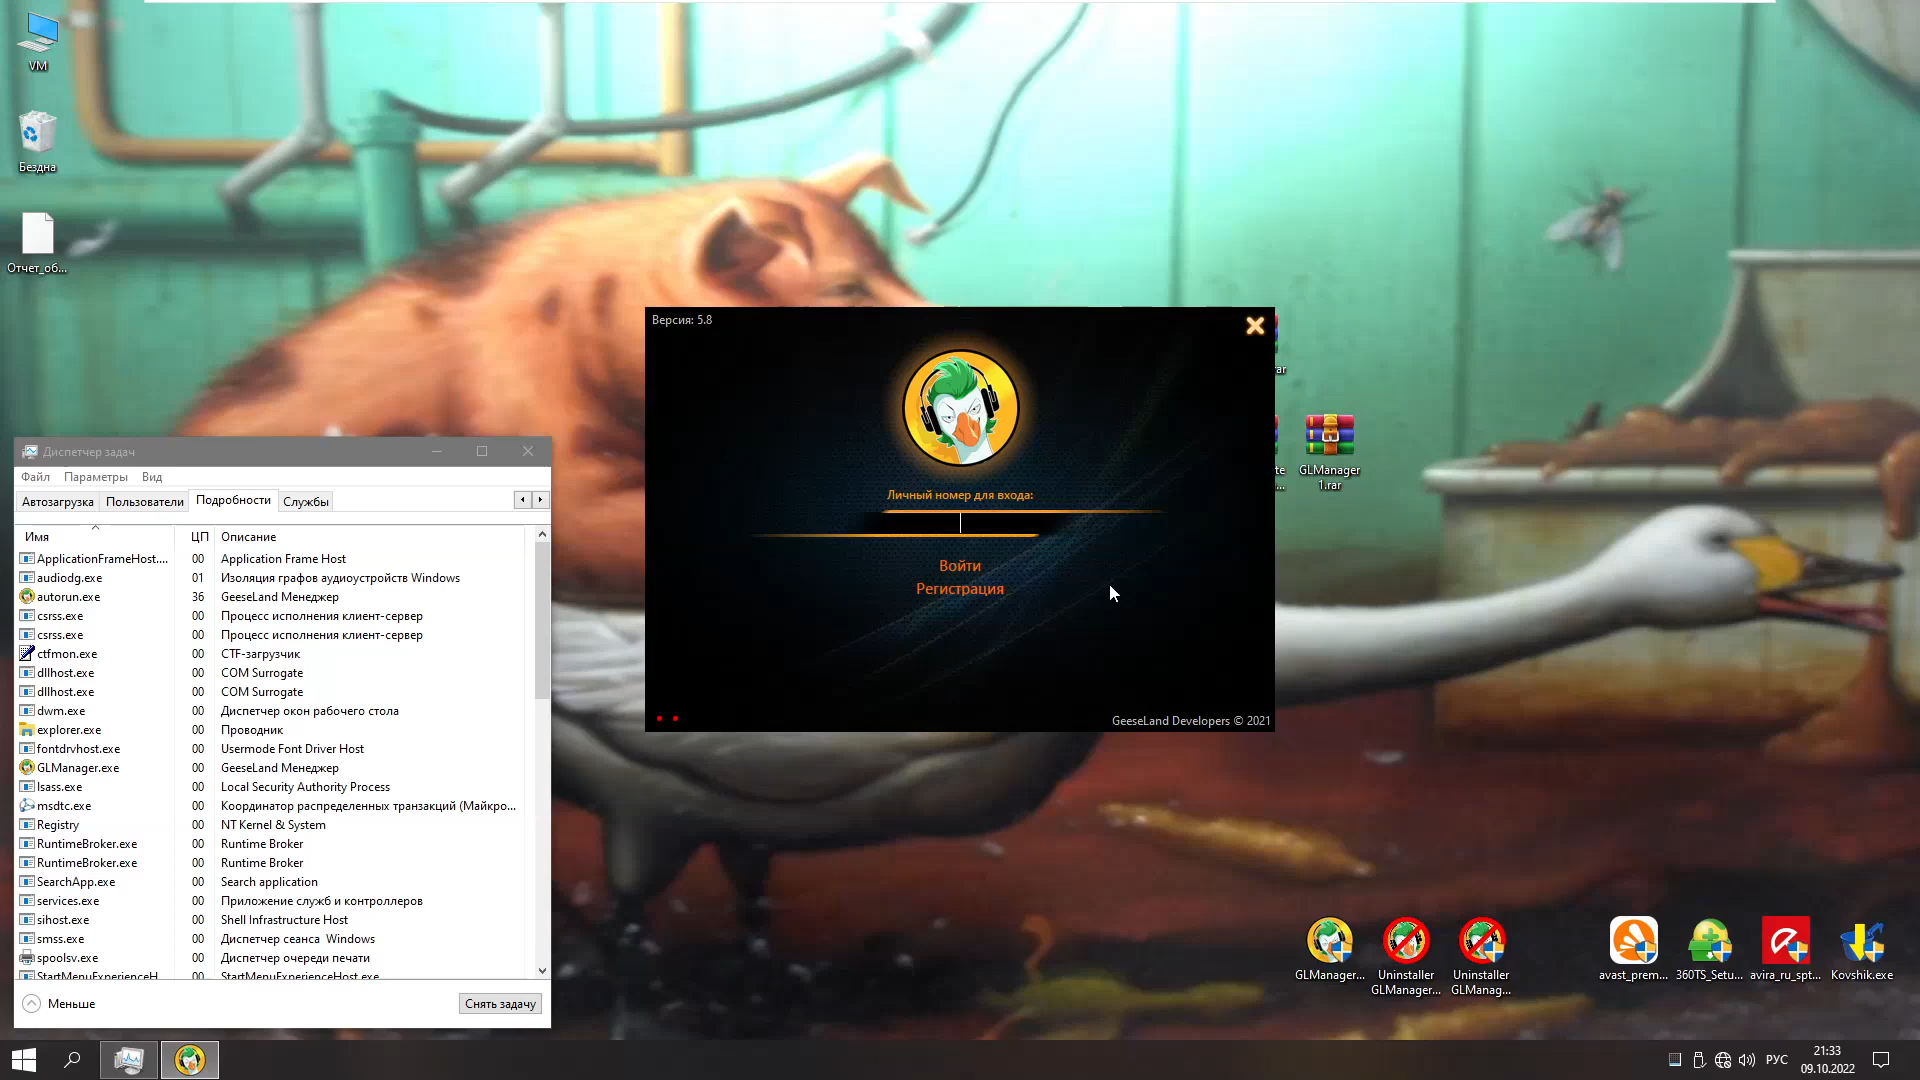 VM
Бездна
Отчет_об...
Диспетчер задач
Файл Параметры Вид
Автозагрузка Пользователи Подробности Службы
Имя ЦП Описание
ApplicationFrameHost.... 00 Application Frame Host
audiodg.exe 01 Изоляция графов аудиоустройств Windows
autorun.exe 36 GeeseLand Менеджер
csrss.exe 00 Процесс исполнения клиент-сервер
csrss.exe 00 Процесс исполнения клиент-сервер
ctfmon.exe 00 CTF-загрузчик
dllhost.exe 00 COM Surrogate
dllhost.exe 00 COM Surrogate
dwm.exe 00 Диспетчер окон рабочего стола
explorer.exe 00 Проводник
fontdrvhost.exe 00 Usermode Font Driver Host
GLManager.exe 00 GeeseLand Менеджер
lsass.exe 00 Local Security Authority Process
msdtc.exe 00 Координатор распределенных транзакций (Майкро...
Registry 00 NT Kernel & System
RuntimeBroker.exe 00 Runtime Broker
RuntimeBroker.exe 00 Runtime Broker
SearchApp.exe 00 Search application
services.exe 00 Приложение служб и контроллеров
sihost.exe 00 Shell Infrastructure Host
smss.exe 00 Диспетчер сеанса Windows
spoolsv.exe 00 Диспетчер очереди печати
StartMenuExperienceH... 00 StartMenuExperienceHost.exe
Меньше
Снять задачу
Версия: 5.8
Личный номер для входа:
Войти
Регистрация
GeeseLand Developers © 2021
rar
te
...
GLManager
1.rar
GLManager...
Uninstaller
GLManager...
Uninstaller
GLManag...
avast_prem...
360TS_Setu...
avira_ru_spt...
Kovshik.exe
РУС
21:33
09.10.2022